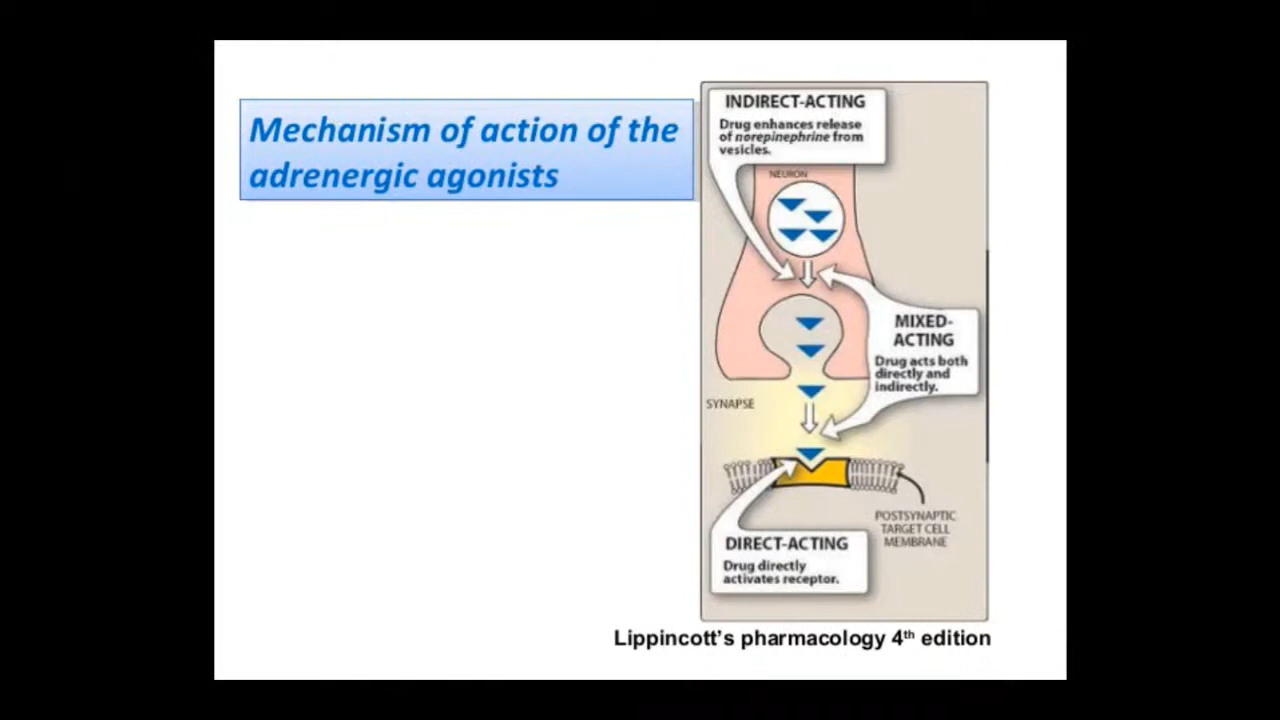 Mechanism of action of the
adrenergic agonists
INDIRECT-ACTING
Drug enhances release
of norepinephrine from
vesicles.
NEURON
MIXED-
ACTING
Drug acts both
directly and
indirectly.
SYNAPSE
POSTSYNAPTIC
TARGET CELL
MEMBRANE
DIRECT-ACTING
Drug directly
activates receptor.
Lippincott’s pharmacology 4th edition